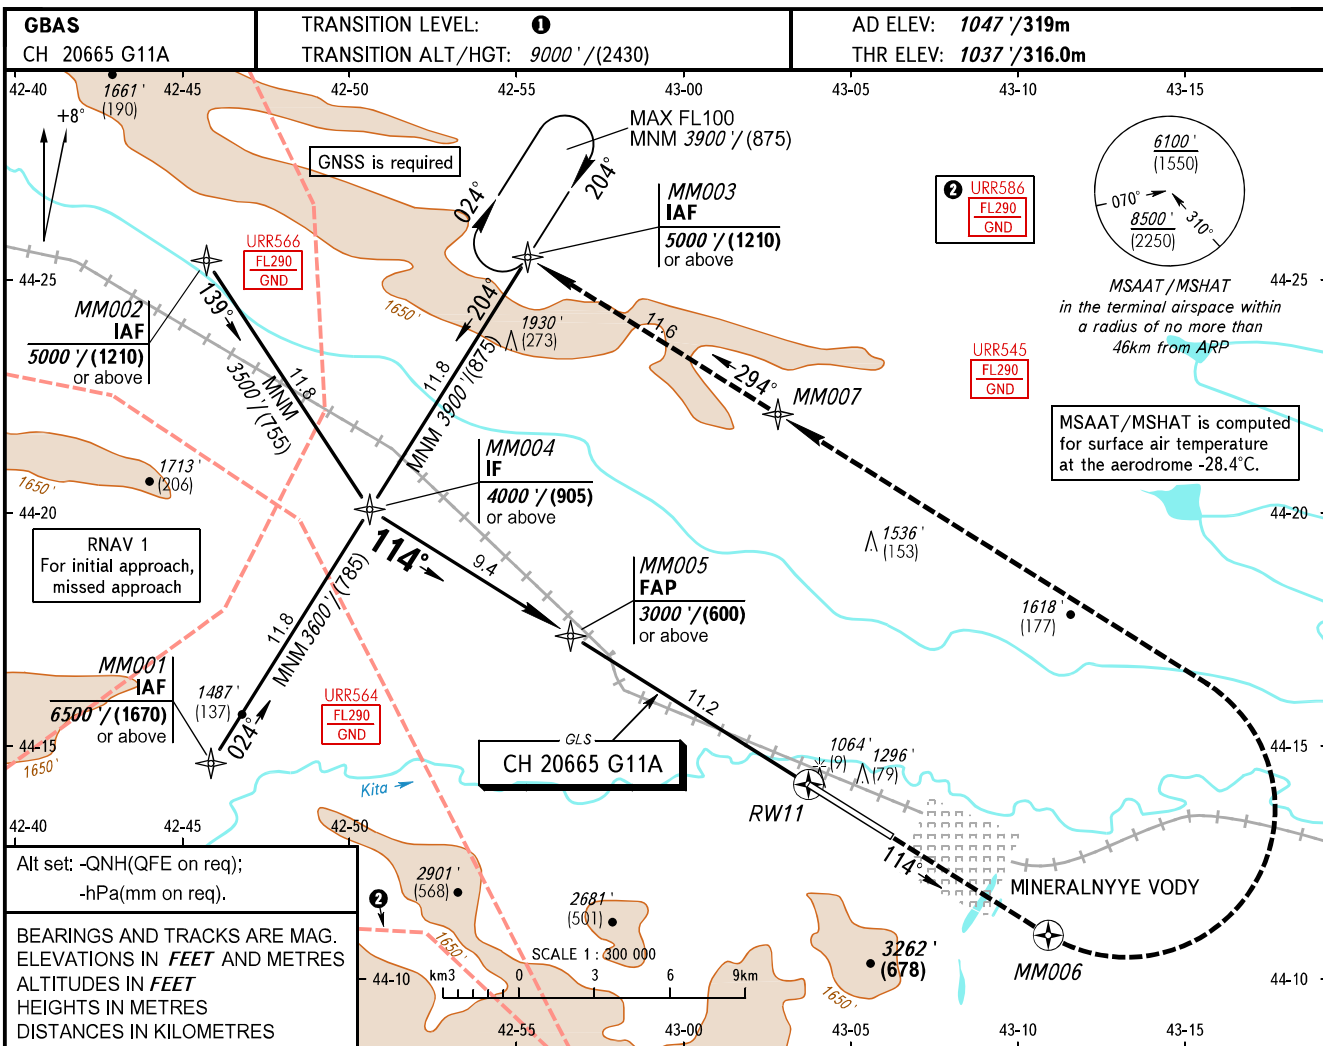 GBAS
CH 20665 G11A
TRANSITION LEVEL: 1
TRANSITION ALT/HGT: 9000'/(2430)
AD ELEV: 1047'/319m
THR ELEV: 1037'/316.0m
42-40
42-45
42-50
42-55
43-00
43-05
43-10
43-15
1661'
(190)
+8°
GNSS is required
MAX FL100
MNM 3900'/(875)
204°
024°
MM003
IAF
5000'/(1210)
or above
2 URR586
FL290
GND
6100'
(1550)
070°
310°
8500'
(2250)
MSAAT/MSHAT
in the terminal airspace within
a radius of no more than
46km from ARP
URR566
FL290
GND
44-25
44-25
MM002
IAF
5000'/(1210)
or above
139°
11.8
MNM
3500'/(755)
204°
11.8
MNM 3900'/(875)
1650'
1930'
(273)
11.6
294°
MM007
URR545
FL290
GND
MSAAT/MSHAT is computed
for surface air temperature
at the aerodrome -28.4°C.
1713'
(206)
1650'
MM004
IF
4000'/(905)
or above
44-20
44-20
RNAV 1
For initial approach,
missed approach
114°
9.4
1536'
(153)
MM005
FAP
3000'/(600)
or above
1618'
(177)
11.8
MNM 3600'/(785)
MM001
IAF
6500'/(1670)
or above
1487'
(137)
024°
URR564
FL290
GND
11.2
GLS
CH 20665 G11A
44-15
1650'
44-15
1064'
(9)
1296'
(79)
Kita
RW11
42-40
42-45
42-50
43-05
43-10
43-15
114°
MINERALNYYE VODY
Alt set: -QNH(QFE on req);
-hPa(mm on req).
2
2901'
(568)
2681'
(501)
3262'
(678)
1650'
1650'
MM006
BEARINGS AND TRACKS ARE MAG.
ELEVATIONS IN FEET AND METRES
ALTITUDES IN FEET
HEIGHTS IN METRES
DISTANCES IN KILOMETRES
SCALE 1 : 300 000
km3 0 3 6 9km
44-10
44-10
42-55
43-00
43-05
43-10
43-15